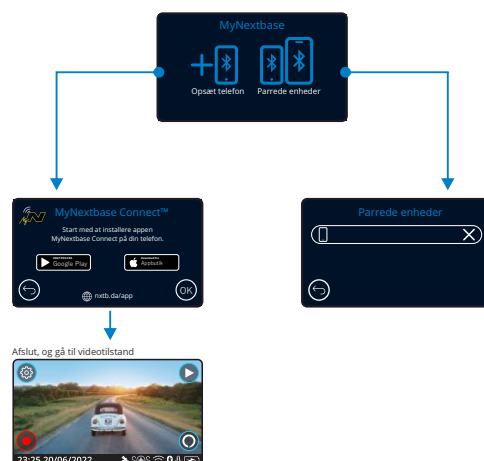 MyNextbase
Opsæt telefon
Parrede enheder
MyNextbase Connect™
Start med at installere appen
MyNextbase Connect på din telefon.
Google Play
Appbutik
nxtb.da/app
OK
Parrede enheder
Afslut, og gå til videotilstand
23:25 20/06/2022
SOS